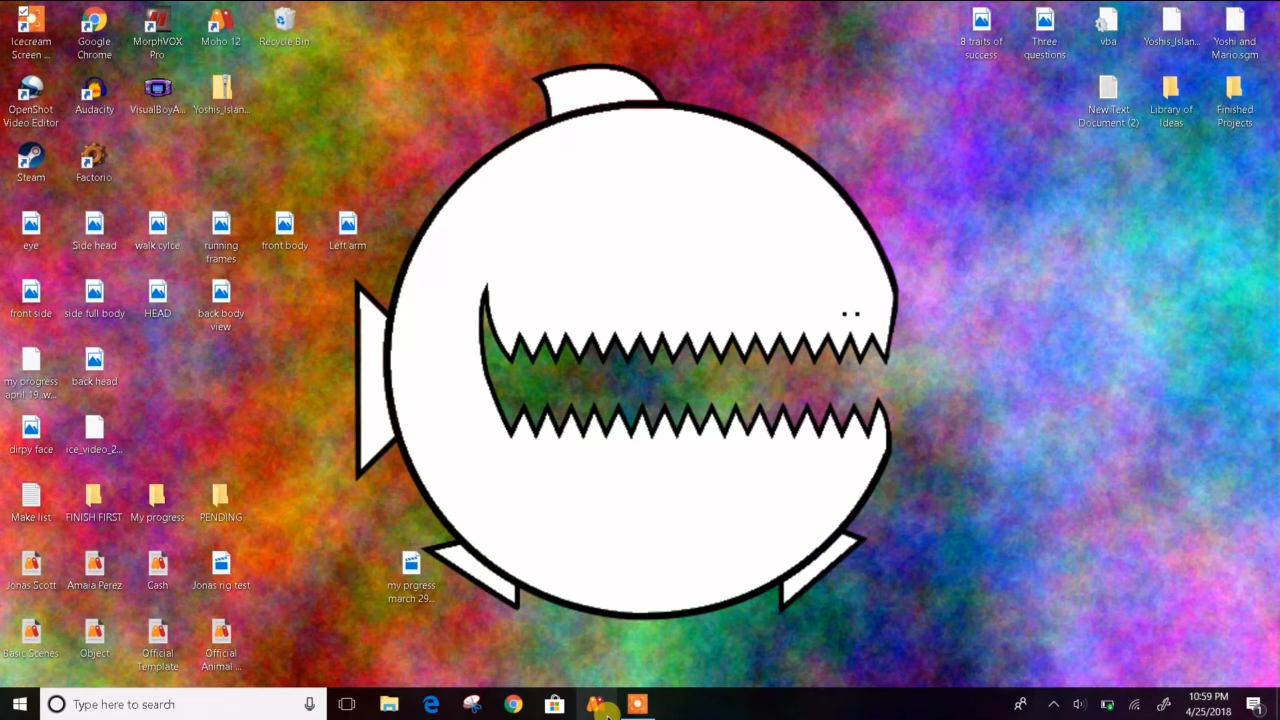 Icecream
Screen ...
Google
Chrome
MorphVOX
Pro
Moho 12
Recycle Bin
8 traits of
success
Three
questions
vba
Yoshis_Islan...
Yoshi and
Mario.sgm
OpenShot
Video Editor
Audacity
VisualBoyA...
Yoshis_Islan...
New Text
Document (2)
Library of
Ideas
Finished
Projects
Steam
Factorio
eye
Side head
walk cylce
running
frames
front body
Left arm
front side
side full body
HEAD
back body
view
my progress
april 19 .w...
back head
dirpy face
ice_video_2...
Make list
FINISH FIRST
My progress
PENDING
Jonas Scott
Amaia Perez
Cash
Jonas rig test
my prgress
march 29...
Basic Scenes
Object
Official
Template
Official
Animal ...
Type here to search
10:59 PM
4/25/2018
1